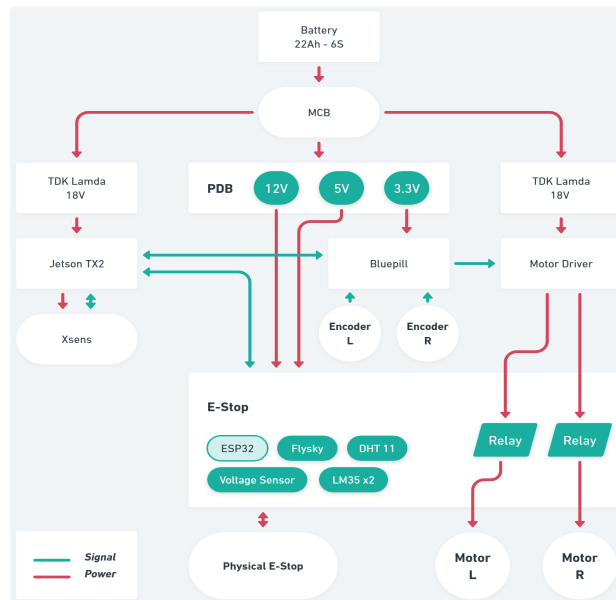 Battery
22Ah - 6S
MCB
TDK Lamda
18V
PDB
12V
5V
3.3V
TDK Lamda
18V
Jetson TX2
Bluepill
Motor Driver
Xsens
Encoder
L
Encoder
R
E-Stop
ESP32
Flysky
DHT 11
Voltage Sensor
LM35 x2
Relay
Relay
Signal
Power
Physical E-Stop
Motor
L
Motor
R